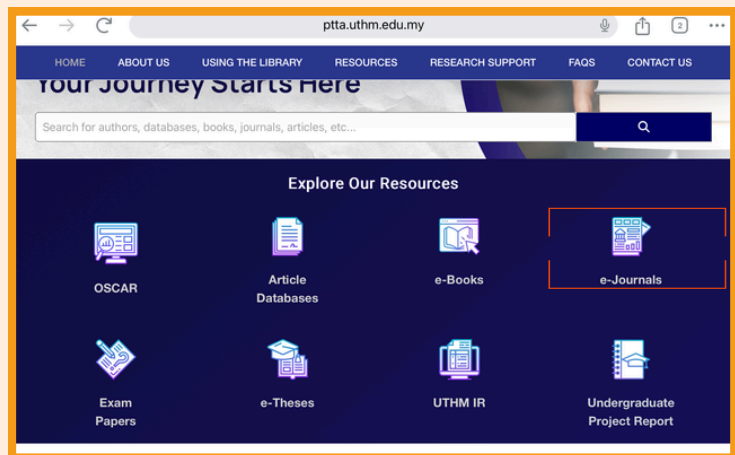 ptta.uthm.edu.my
2
HOME ABOUT US USING THE LIBRARY RESOURCES RESEARCH SUPPORT FAQS CONTACT US
Your Journey Starts Here
Search for authors, databases, books, journals, articles, etc...
Explore Our Resources
OSCAR
Article
Databases
e-Books
e-Journals
Exam
Papers
e-Theses
UTHM IR
Undergraduate
Project Report